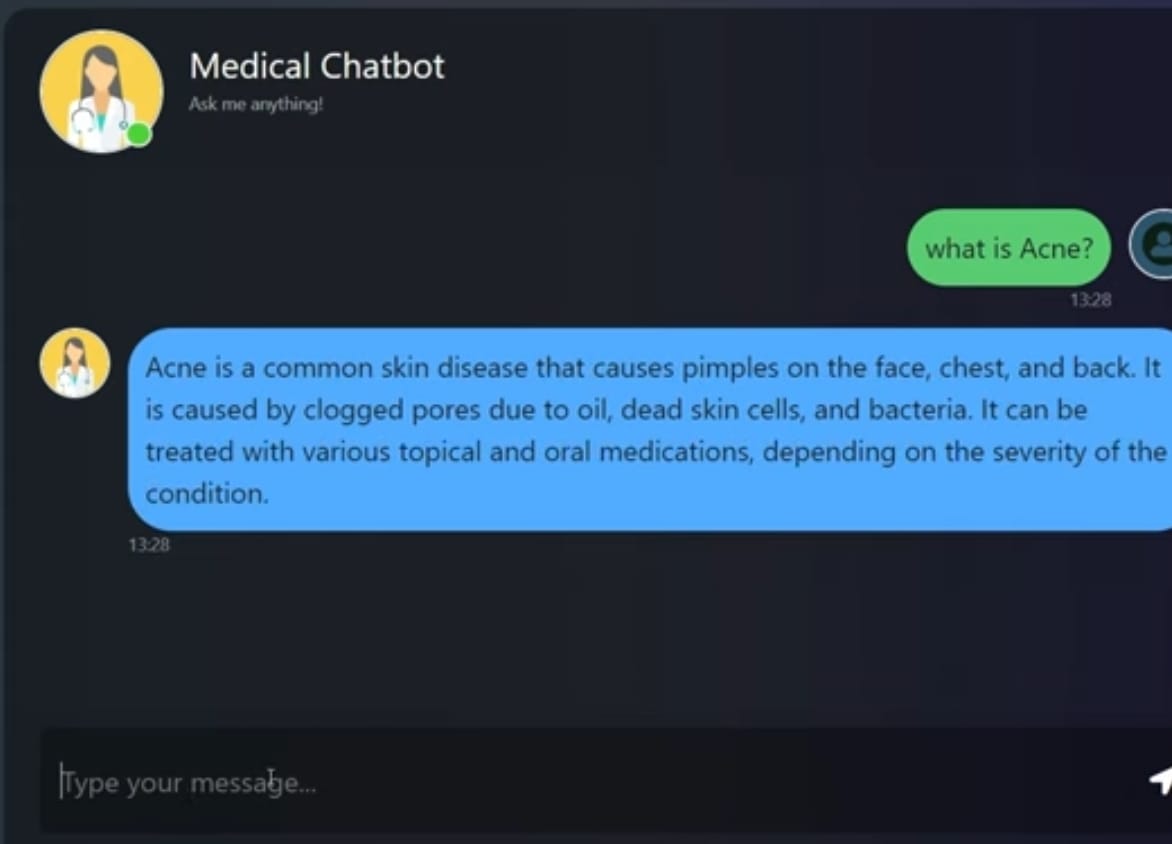 Medical Chatbot
Ask me anything!
what is Acne?
13:28
Acne is a common skin disease that causes pimples on the face, chest, and back. It
is caused by clogged pores due to oil, dead skin cells, and bacteria. It can be
treated with various topical and oral medications, depending on the severity of the
condition.
13:28
Type your message...